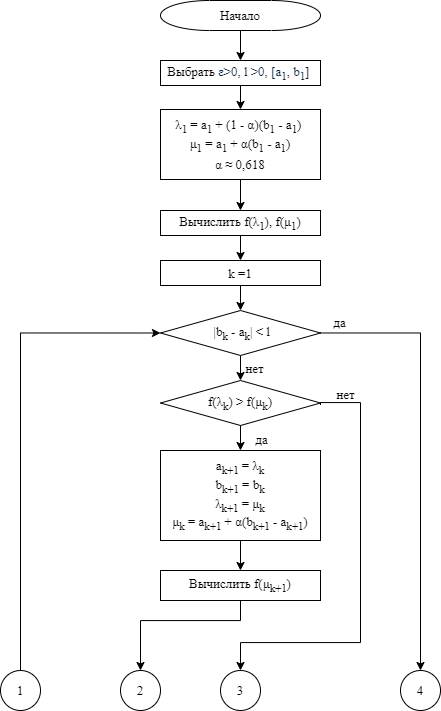 Начало
Выбрать ε>0, l >0, [a₁, b₁]
λ₁ = a₁ + (1 - α)(b₁ - a₁)
μ₁ = a₁ + α(b₁ - a₁)
α ≈ 0,618
Вычислить f(λ₁), f(μ₁)
k =1
|bₖ - aₖ| < l
да
нет
f(λₖ) > f(μₖ)
нет
да
aₖ₊₁ = λₖ
bₖ₊₁ = bₖ
λₖ₊₁ = μₖ
μₖ = aₖ₊₁ + α(bₖ₊₁ - aₖ₊₁)
Вычислить f(μₖ₊₁)
1 2 3 4